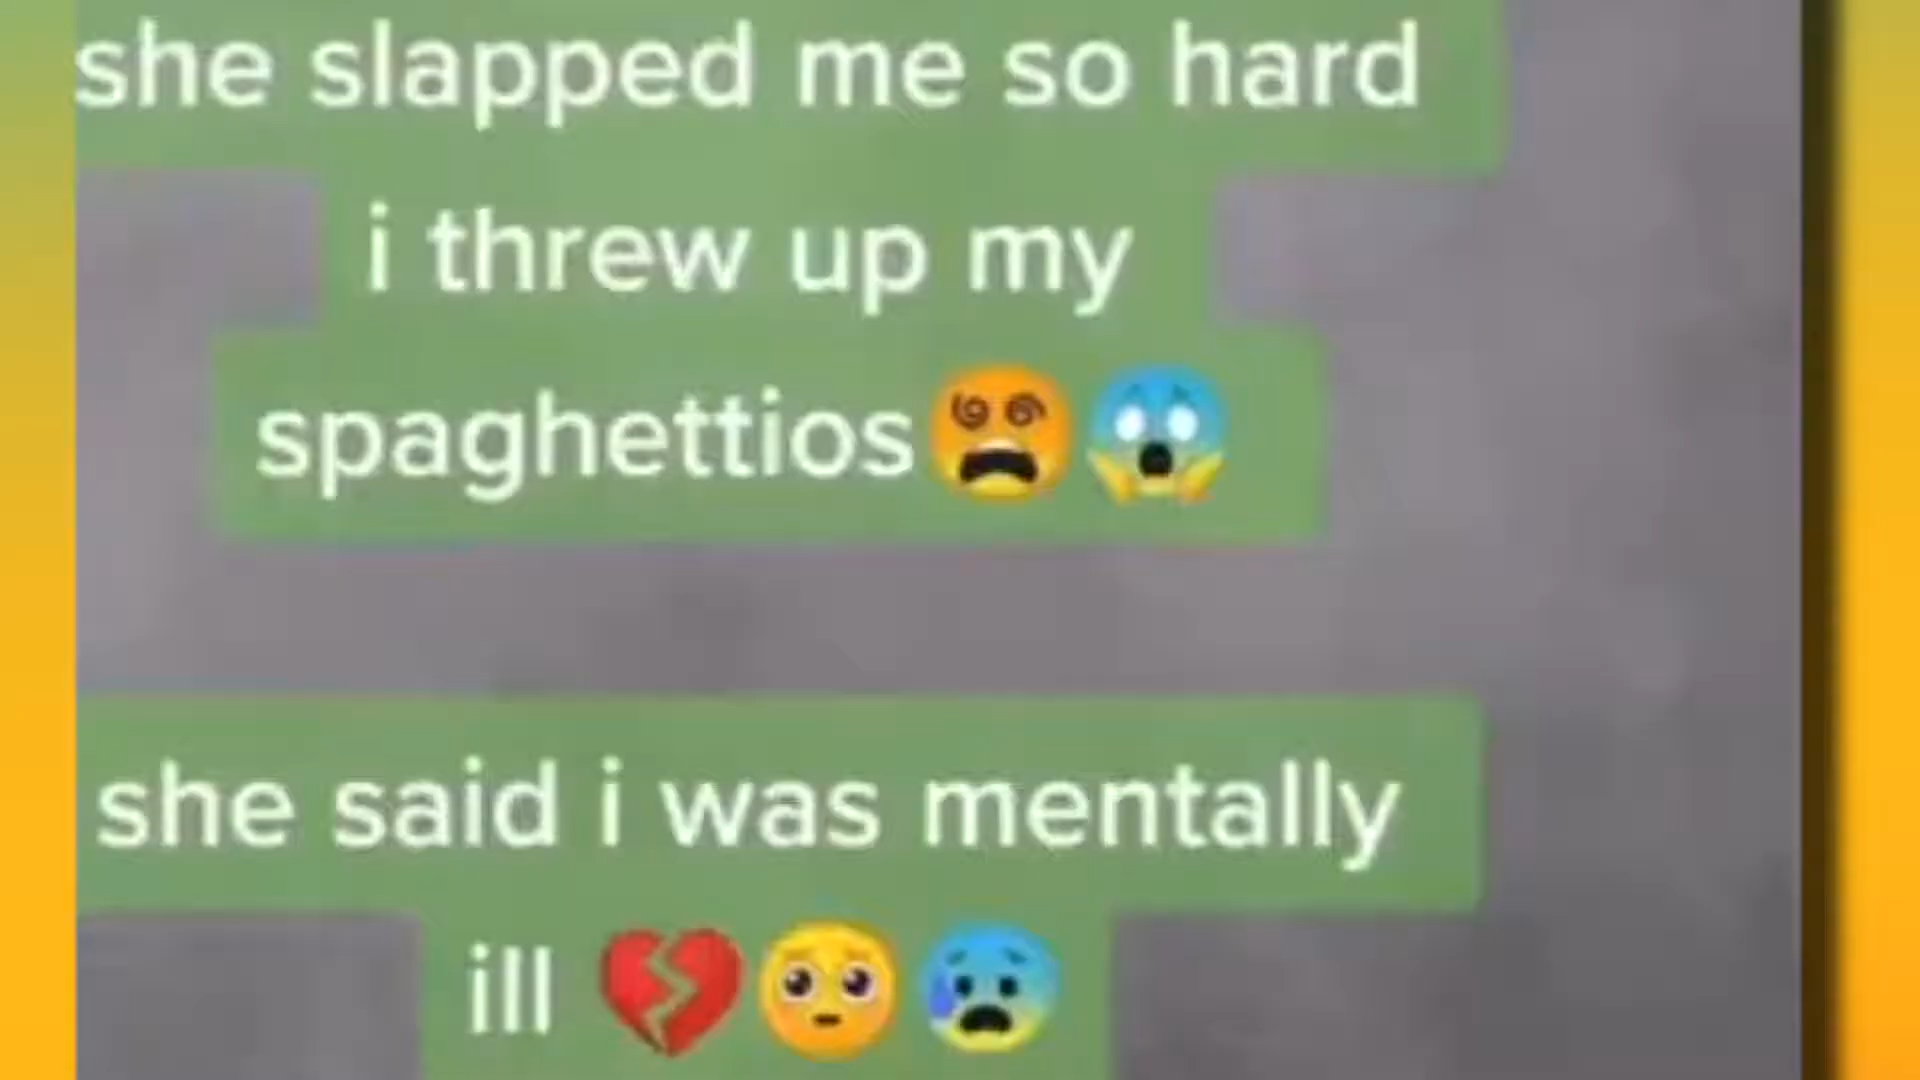 she slapped me so hard
i threw up my
spaghettios😵‍💫😱
she said i was mentally
ill 💔🥺😰